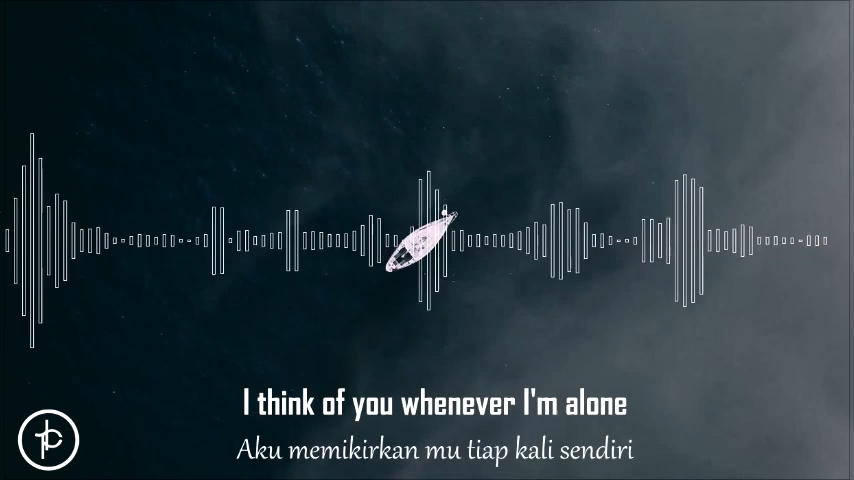 I think of you whenever I'm alone
Aku memikirkan mu tiap kali sendiri